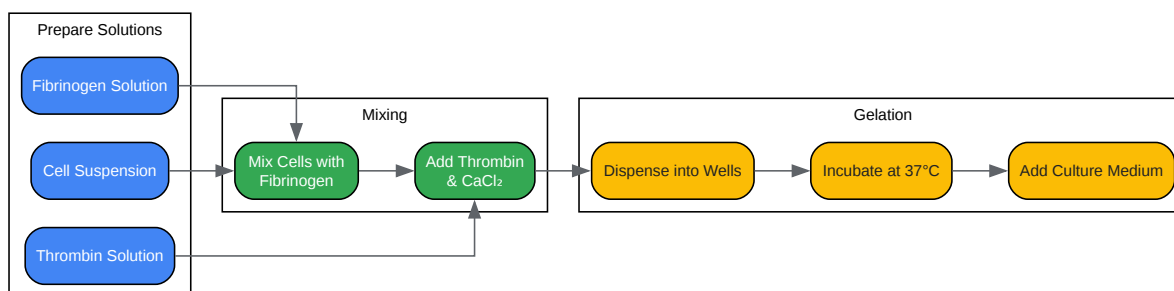 Prepare Solutions
Fibrinogen Solution
Cell Suspension
Thrombin Solution
Mixing
Mix Cells with
Fibrinogen
Add Thrombin
& CaCl₂
Gelation
Dispense into Wells
Incubate at 37°C
Add Culture Medium